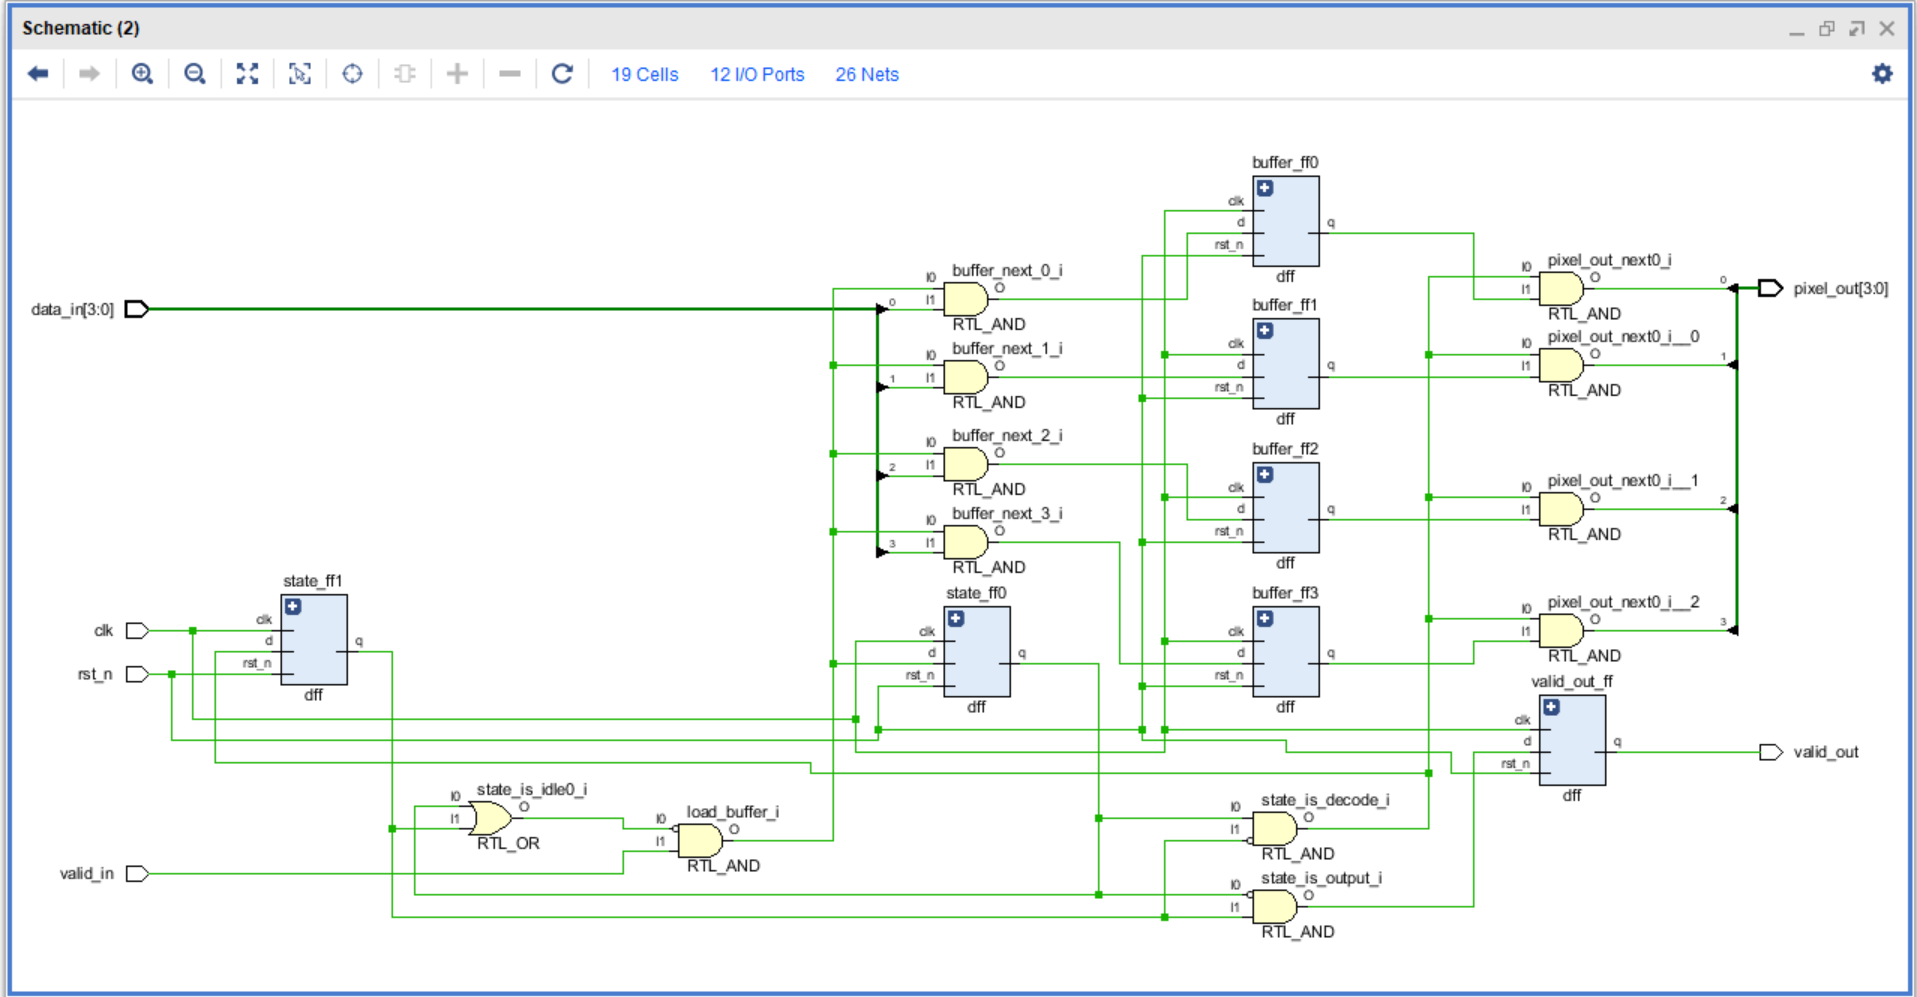 Schematic (2)
19 Cells 12 I/O Ports 26 Nets
buffer_ff0
clk
d
rst_n
q
dff
buffer_next_0_i
I0
I1
O
RTL_AND
pixel_out_next0_i
I0
I1
O
RTL_AND
0
pixel_out[3:0]
data_in[3:0]
0
buffer_ff1
clk
d
rst_n
q
dff
buffer_next_1_i
I0
I1
O
RTL_AND
1
pixel_out_next0_i__0
I0
I1
O
RTL_AND
1
buffer_next_2_i
I0
I1
O
RTL_AND
2
buffer_ff2
clk
d
rst_n
q
dff
pixel_out_next0_i__1
I0
I1
O
RTL_AND
2
buffer_next_3_i
I0
I1
O
RTL_AND
3
state_ff1
clk
d
rst_n
q
dff
clk
rst_n
state_ff0
clk
d
rst_n
q
dff
buffer_ff3
clk
d
rst_n
q
dff
pixel_out_next0_i__2
I0
I1
O
RTL_AND
3
valid_out_ff
clk
d
rst_n
q
dff
valid_out
state_is_idle0_i
I0
I1
O
RTL_OR
load_buffer_i
I0
I1
O
RTL_AND
valid_in
state_is_decode_i
I0
I1
O
RTL_AND
state_is_output_i
I0
I1
O
RTL_AND